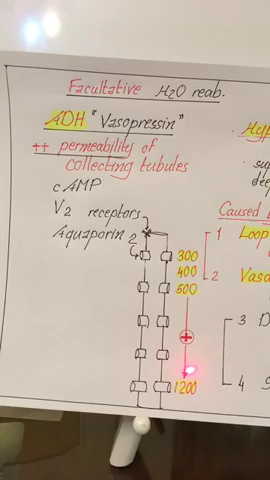 Facultative H2O reab.
ADH "Vasopressin"
++ permeability of
collecting tubules
cAMP
V2 receptors
Aquaporin 2
300
400
500
+
1200
Hyp
Caused
1 Loop
2 Vasa
3 D
4